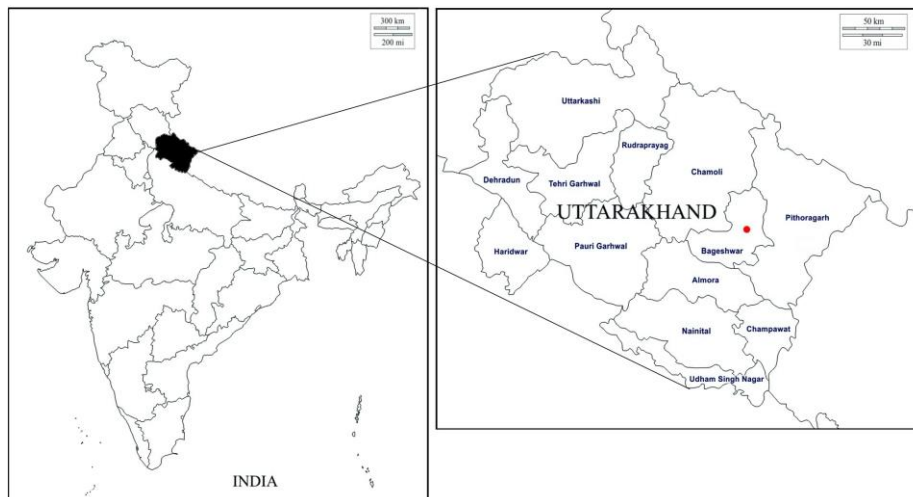 300 km
200 mi
INDIA
50 km
30 mi
Uttarkashi
Rudraprayag
Chamoli
Dehradun
Tehri Garhwal
UTTARAKHAND
Pithoragarh
Haridwar
Pauri Garhwal
Bageshwar
Almora
Nainital
Champawat
Udham Singh Nagar